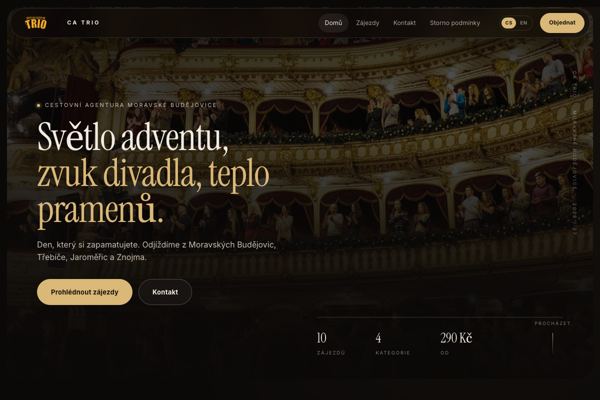 TRIO
CA TRIO
Domů
Zájezdy
Kontakt
Storno podmínky
CS
EN
Objednat
CESTOVNÍ AGENTURA MORAVSKÉ BUDĚJOVICE
Světlo adventu,
zvuk divadla, teplo
pramenů.
Den, který si zapamatujete. Odjíždíme z Moravských Budějovic,
Třebíče, Jaroměřic a Znojma.
Prohlédnout zájezdy
Kontakt
10
ZÁJEZDŮ
4
KATEGORIE
290 Kč
OD
PROCHÁZET